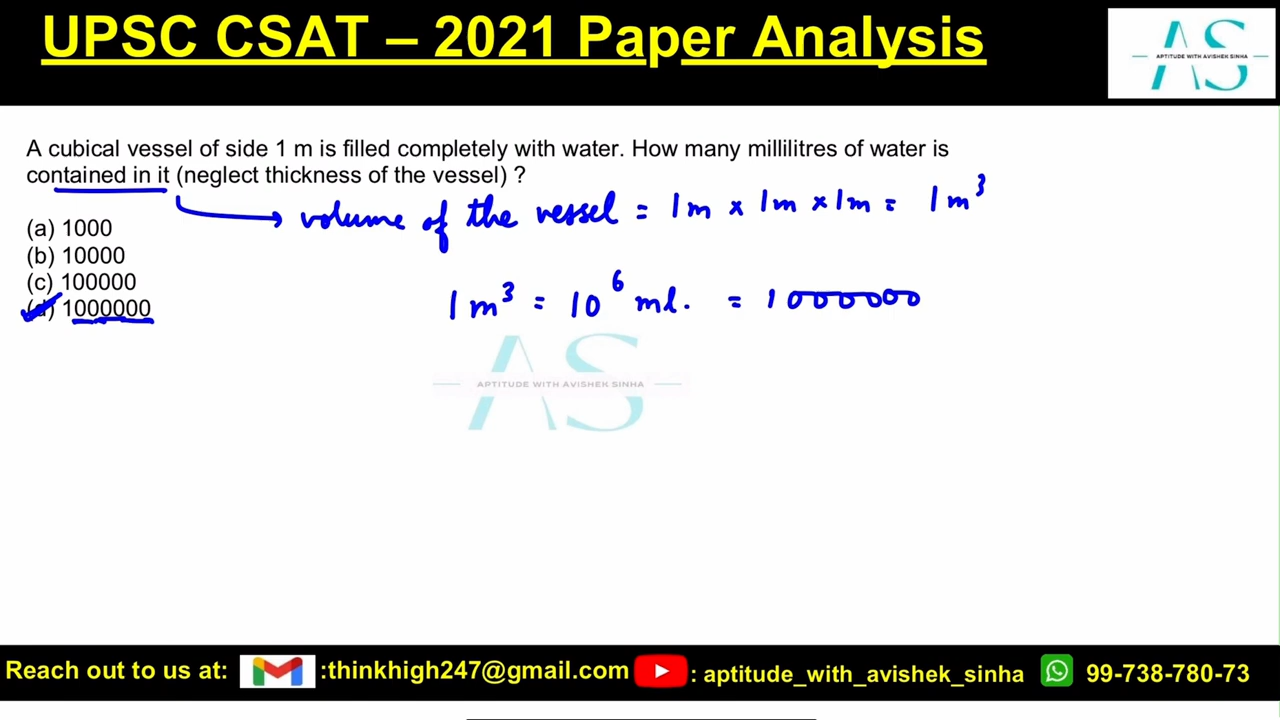 UPSC CSAT – 2021 Paper Analysis
AS
APTITUDE WITH AVISHEK SINHA
A cubical vessel of side 1 m is filled completely with water. How many millilitres of water is
contained in it (neglect thickness of the vessel) ?
volume of the vessel = 1m × 1m × 1m = 1m³
(a) 1000
(b) 10000
(c) 100000
(d) 1000000
1m³ = 10⁶ ml. = 1000000
AS
APTITUDE WITH AVISHEK SINHA
Reach out to us at: :thinkhigh247@gmail.com : aptitude_with_avishek_sinha 99-738-780-73